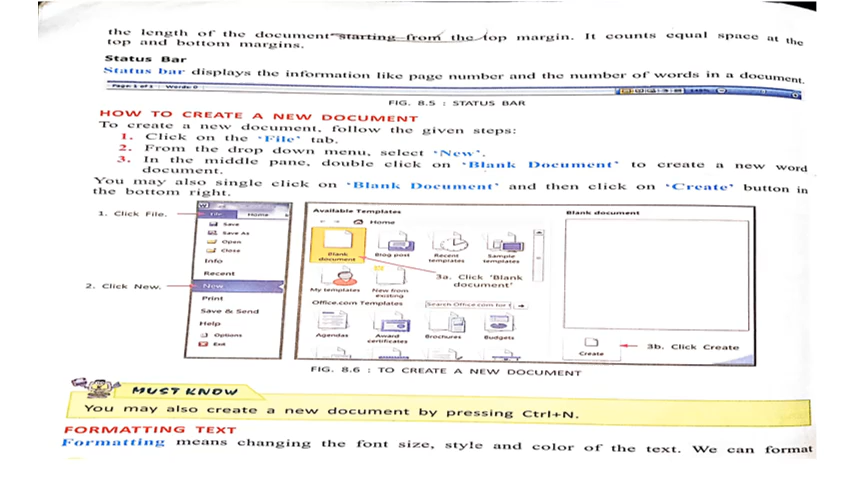 the length of the document starting from the top margin. It counts equal space at the
top and bottom margins.
Status Bar
Status bar displays the information like page number and the number of words in a document.
Page: 1 of 1 Words: 0
FIG. 8.5 : STATUS BAR
HOW TO CREATE A NEW DOCUMENT
To create a new document, follow the given steps:
1. Click on the 'File' tab.
2. From the drop down menu, select 'New'.
3. In the middle pane, double click on 'Blank Document' to create a new word
document.
You may also single click on 'Blank Document' and then click on 'Create' button in
the bottom right.
1. Click File.
File Home
Save
Save As
Open
Close
Info
Recent
2. Click New.
New
Print
Save & Send
Help
Options
Exit
Available Templates
Home
Blank document
Blog post
Recent templates
Sample templates
3a. Click 'Blank
document'
My templates
New from existing
Office.com Templates
Search Office.com for
Agendas
Award certificates
Brochures
Budgets
Blank document
Create
3b. Click Create
FIG. 8.6 : TO CREATE A NEW DOCUMENT
MUST KNOW
You may also create a new document by pressing Ctrl+N.
FORMATTING TEXT
Formatting means changing the font size, style and color of the text. We can format